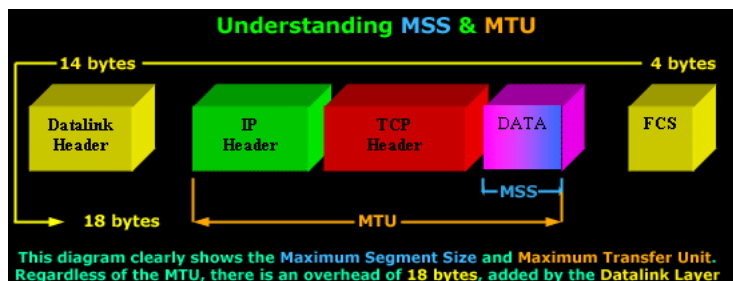 Understanding MSS & MTU
14 bytes
4 bytes
Datalink
Header
IP
Header
TCP
Header
DATA
FCS
MSS
18 bytes
MTU
This diagram clearly shows the Maximum Segment Size and Maximum Transfer Unit.
Regardless of the MTU, there is an overhead of 18 bytes, added by the Datalink Layer